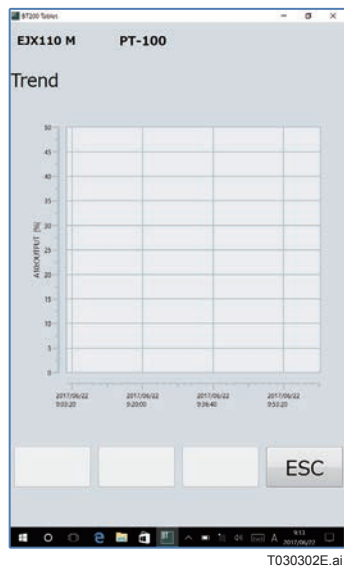 BT200 Tables
EJX110 M PT-100
Trend
50
45
40
35
30
25
20
15
10
5
0
A10:OUTPUT [%]
2017/06/22 2017/06/22 2017/06/22 2017/06/22
9:03:20 9:20:00 9:36:40 9:53:20
ESC
A
9:13
2017/06/22
T030302E.ai